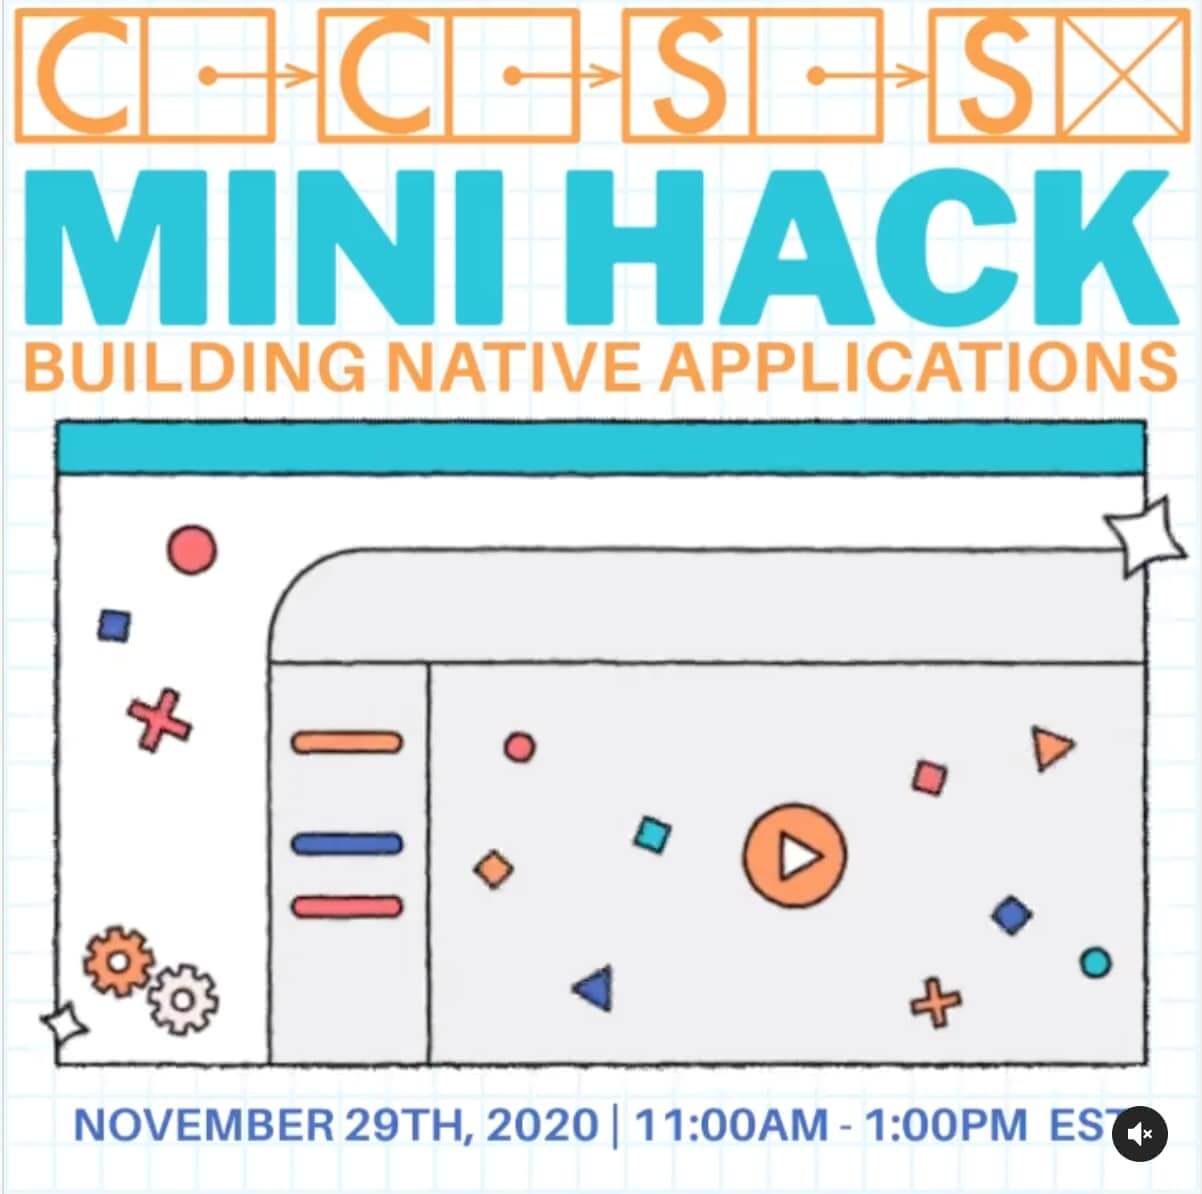 CCSS
MINI HACK
BUILDING NATIVE APPLICATIONS
NOVEMBER 29TH, 2020 | 11:00AM - 1:00PM EST